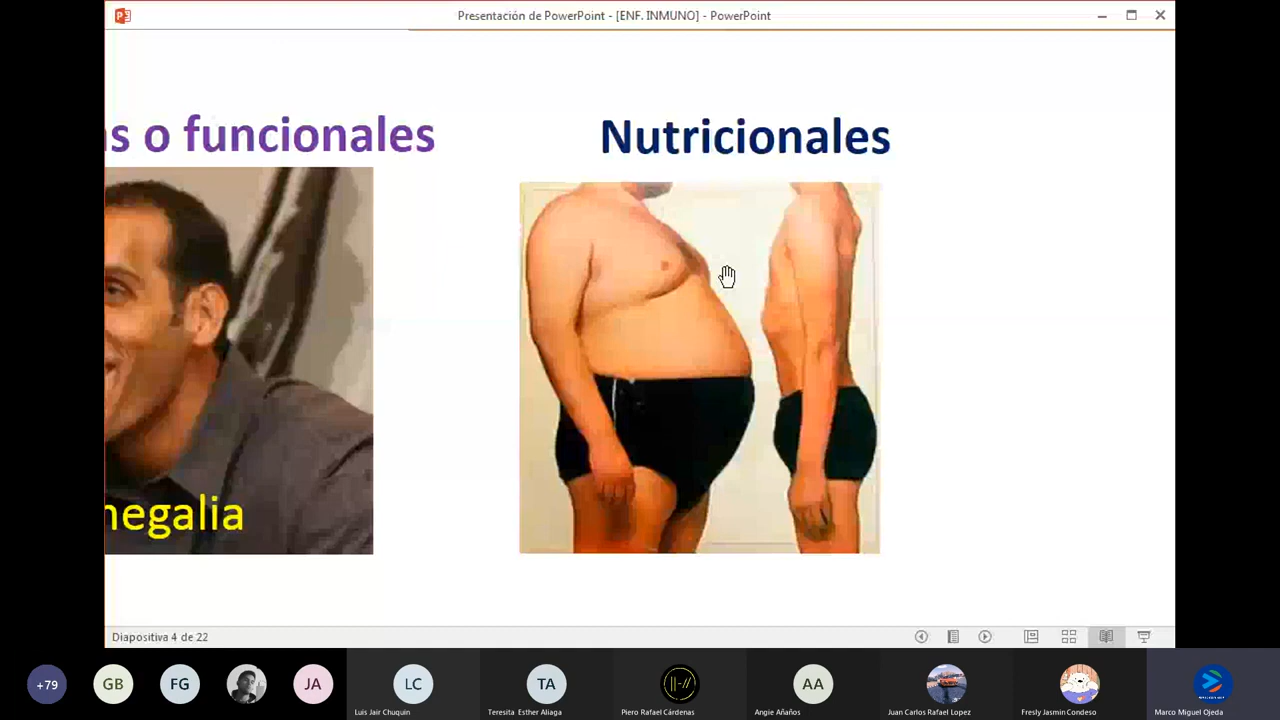 Presentación de PowerPoint - [ENF. INMUNO] - PowerPoint
as o funcionales
Nutricionales
negalia
Diapositiva 4 de 22
+79
GB
FG
JA
LC
TA
AA
Luis Jair Chuquin
Teresita Esther Aliaga
Piero Rafael Cárdenas
Angie Añaños
Juan Carlos Rafael Lopez
Fresly Jasmin Condeso
Marco Miguel Ojeda